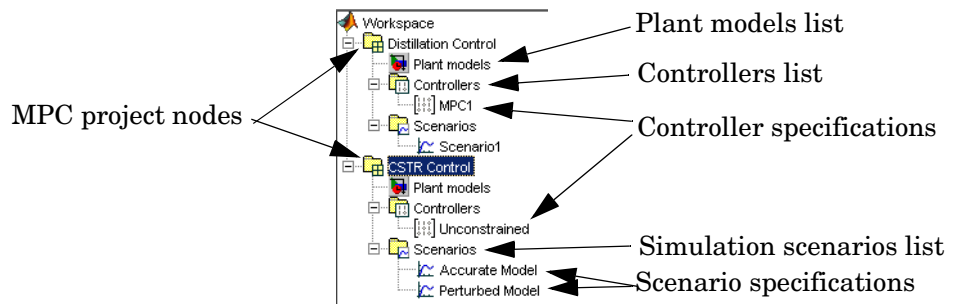 Workspace
Distillation Control
Plant models
Controllers
MPC1
Scenarios
Scenario1
CSTR Control
Plant models
Controllers
Unconstrained
Scenarios
Accurate Model
Perturbed Model
MPC project nodes
Plant models list
Controllers list
Controller specifications
Simulation scenarios list
Scenario specifications